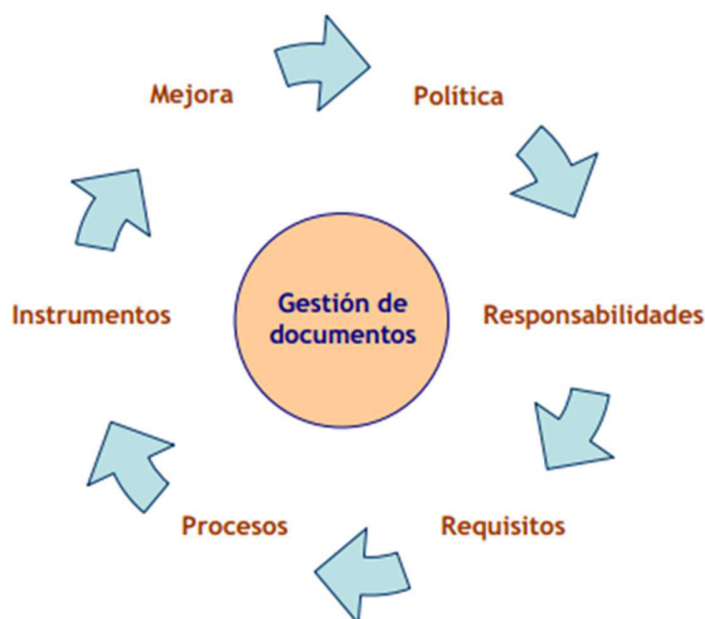 Mejora
Política
Instrumentos
Gestión de
documentos
Responsabilidades
Procesos
Requisitos